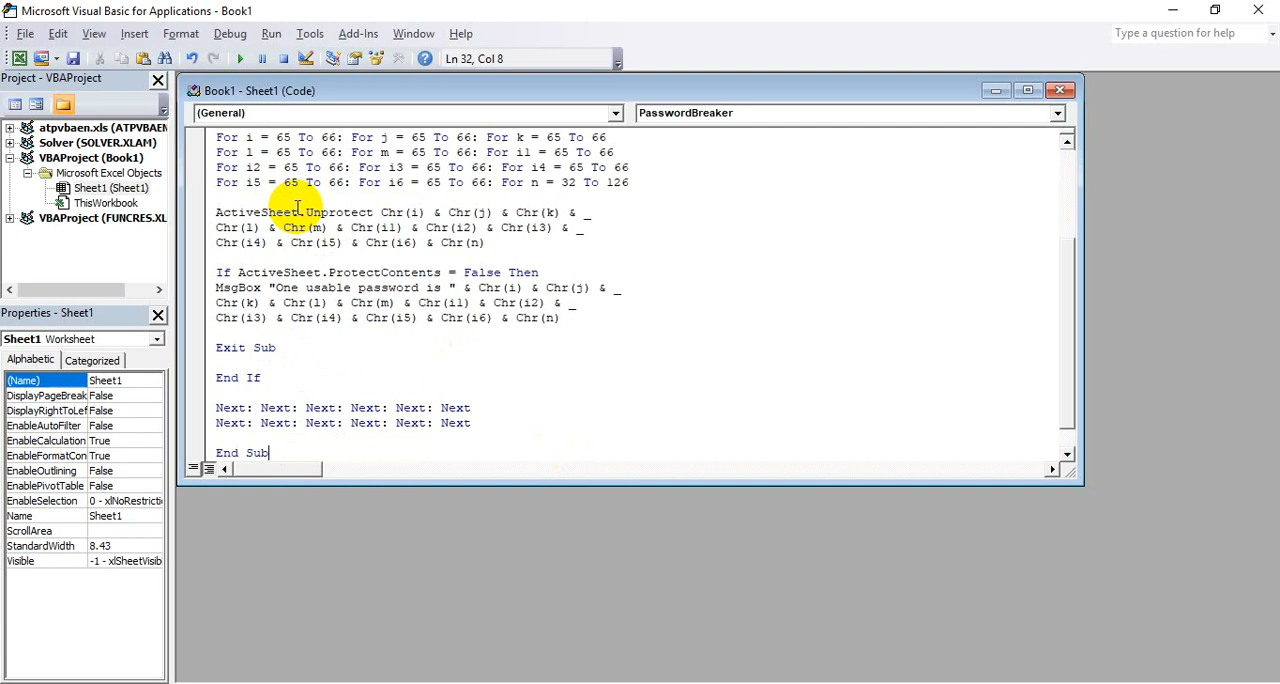 Microsoft Visual Basic for Applications - Book1
File Edit View Insert Format Debug Run Tools Add-Ins Window Help
Type a question for help
Ln 32, Col 8
Project - VBAProject
atpvbaen.xls (ATPVBAEN
Solver (SOLVER.XLAM)
VBAProject (Book1)
Microsoft Excel Objects
Sheet1 (Sheet1)
ThisWorkbook
VBAProject (FUNCRES.XL
Properties - Sheet1
Sheet1 Worksheet
Alphabetic Categorized
(Name) Sheet1
DisplayPageBreak False
DisplayRightToLef False
EnableAutoFilter False
EnableCalculation True
EnableFormatCon True
EnableOutlining False
EnablePivotTable False
EnableSelection 0 - xlNoRestricti
Name Sheet1
ScrollArea
StandardWidth 8.43
Visible -1 - xlSheetVisib
Book1 - Sheet1 (Code)
(General) PasswordBreaker
For i = 65 To 66: For j = 65 To 66: For k = 65 To 66
For l = 65 To 66: For m = 65 To 66: For i1 = 65 To 66
For i2 = 65 To 66: For i3 = 65 To 66: For i4 = 65 To 66
For i5 = 65 To 66: For i6 = 65 To 66: For n = 32 To 126
ActiveSheet.Unprotect Chr(i) & Chr(j) & Chr(k) & _
Chr(l) & Chr(m) & Chr(i1) & Chr(i2) & Chr(i3) & _
Chr(i4) & Chr(i5) & Chr(i6) & Chr(n)
If ActiveSheet.ProtectContents = False Then
MsgBox "One usable password is " & Chr(i) & Chr(j) & _
Chr(k) & Chr(l) & Chr(m) & Chr(i1) & Chr(i2) & _
Chr(i3) & Chr(i4) & Chr(i5) & Chr(i6) & Chr(n)
Exit Sub
End If
Next: Next: Next: Next: Next: Next
Next: Next: Next: Next: Next: Next
End Sub